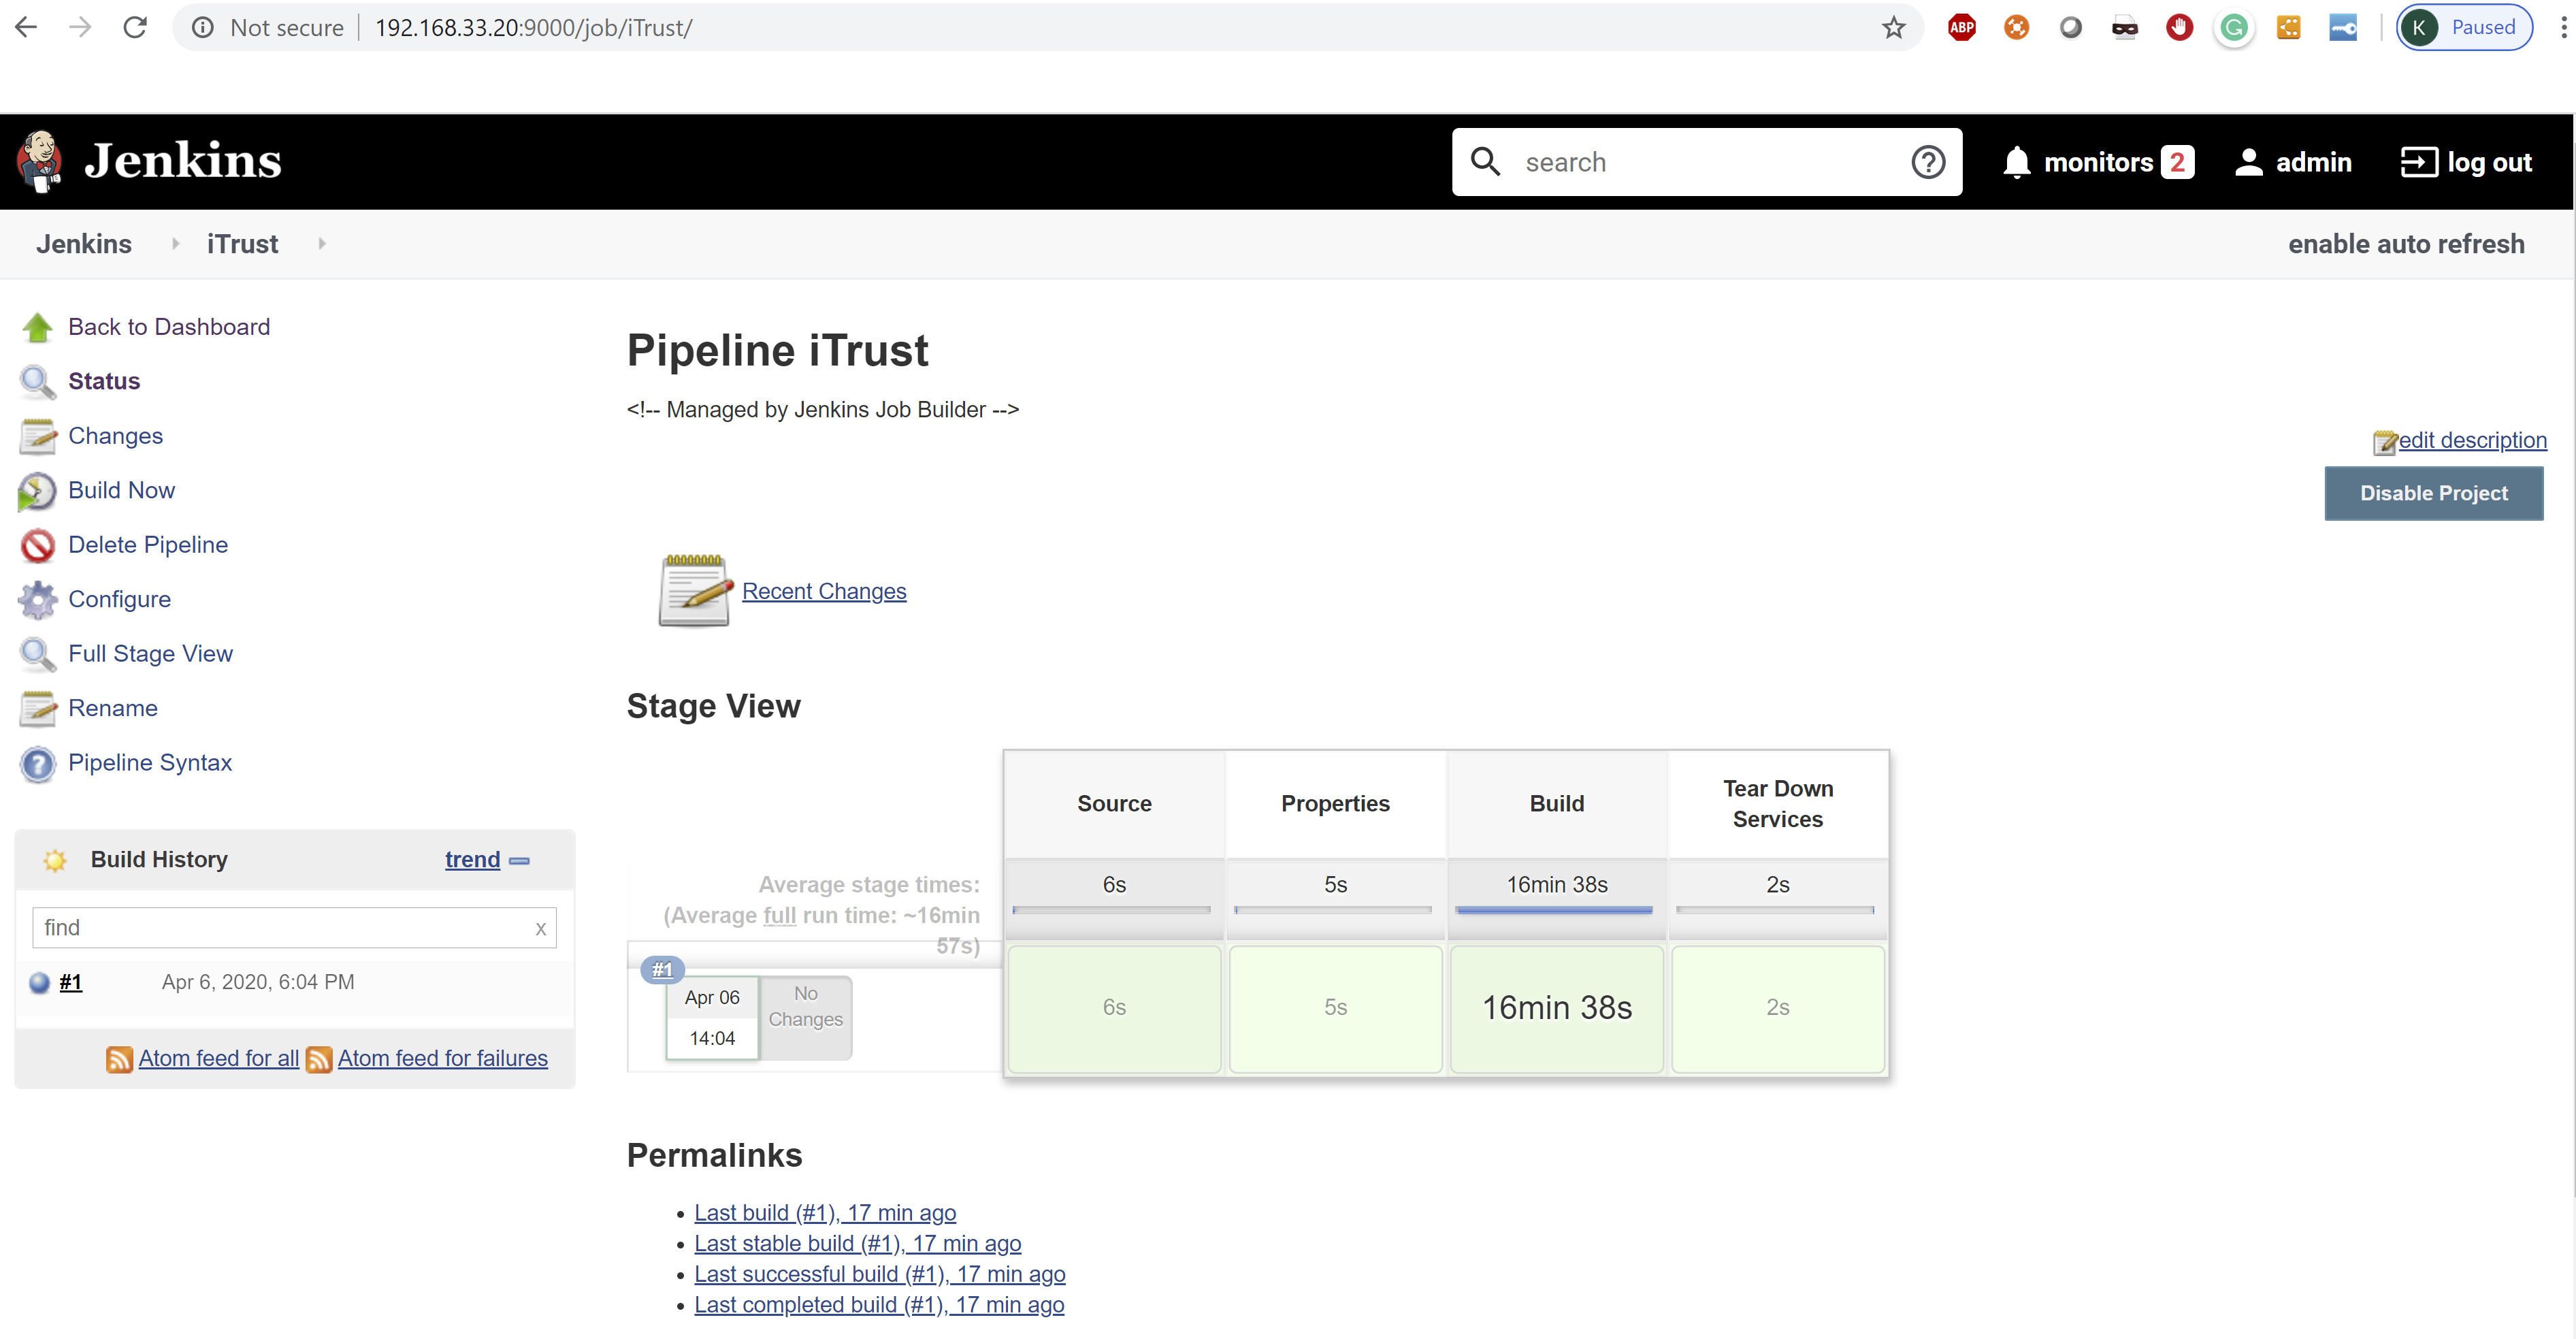 Not secure 192.168.33.20:9000/job/iTrust/
ABP
G
K Paused
Jenkins
search
?
monitors 2
admin
log out
Jenkins iTrust
enable auto refresh
Back to Dashboard
Status
Changes
Build Now
Delete Pipeline
Configure
Full Stage View
Rename
Pipeline Syntax
Build History trend
find x
#1 Apr 6, 2020, 6:04 PM
Atom feed for all Atom feed for failures
Pipeline iTrust
<!-- Managed by Jenkins Job Builder -->
edit description
Disable Project
Recent Changes
Stage View
Source Properties Build Tear Down
Services
Average stage times:
(Average full run time: ~16min
57s)
6s 5s 16min 38s 2s
#1
Apr 06
14:04
No
Changes
6s 5s 16min 38s 2s
Permalinks
Last build (#1), 17 min ago
Last stable build (#1), 17 min ago
Last successful build (#1), 17 min ago
Last completed build (#1), 17 min ago